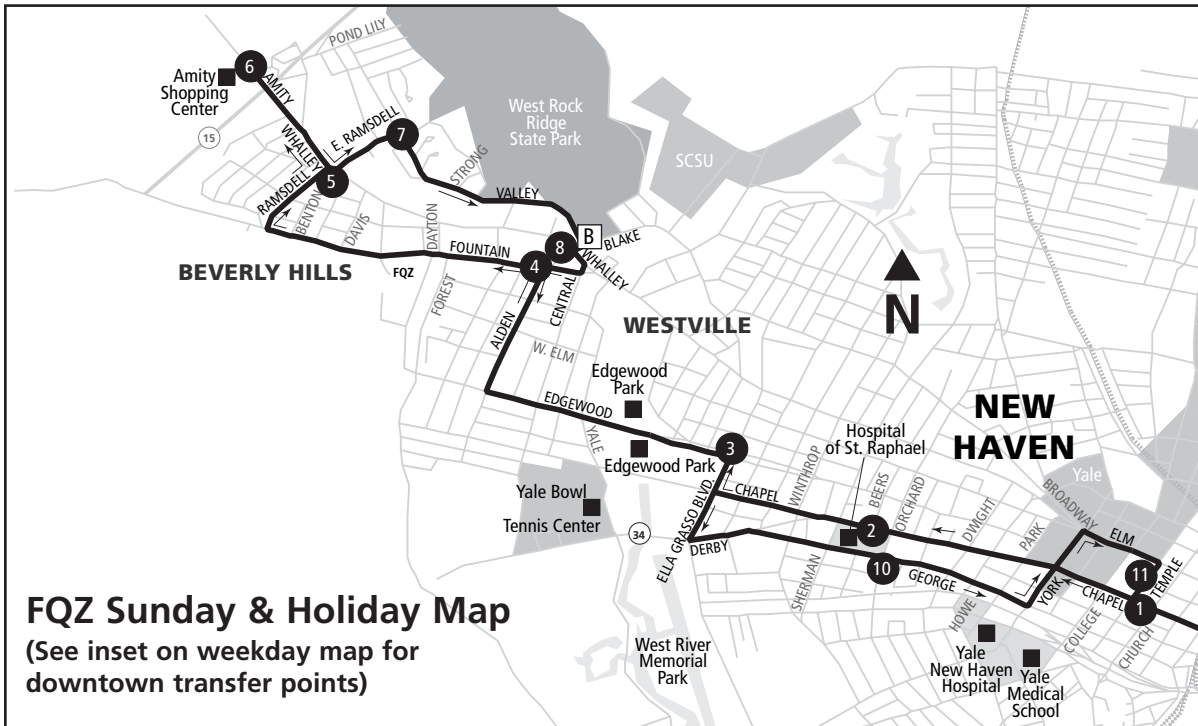 POND LILY
6
AMITY
Amity
Shopping
Center
15
WHALLEY
E. RAMSDELL
7
West Rock
Ridge
State Park
SCSU
STRONG
VALLEY
RAMSDELL
5
BENTON
DAVIS
DAYTON
FOUNTAIN
FQZ
BEVERLY HILLS
FOREST
4
8
B
BLAKE
WHALLEY
CENTRAL
ALDEN
W. ELM
WESTVILLE
N
Edgewood
Park
EDGEWOOD
YALE
Edgewood Park
3
NEW
HAVEN
Hospital
of St. Raphael
Yale
BROADWAY
Yale Bowl
Tennis Center
34
ELLA GRASSO BLVD.
CHAPEL
WINTHROP
BEERS
ORCHARD
2
DWIGHT
PARK
ELM
DERBY
SHERMAN
10
GEORGE
HOWE
YORK
CHAPEL
11
TEMPLE
1
COLLEGE
CHURCH
West River
Memorial
Park
Yale
New Haven
Hospital
Yale
Medical
School
FQZ Sunday & Holiday Map
(See inset on weekday map for
downtown transfer points)